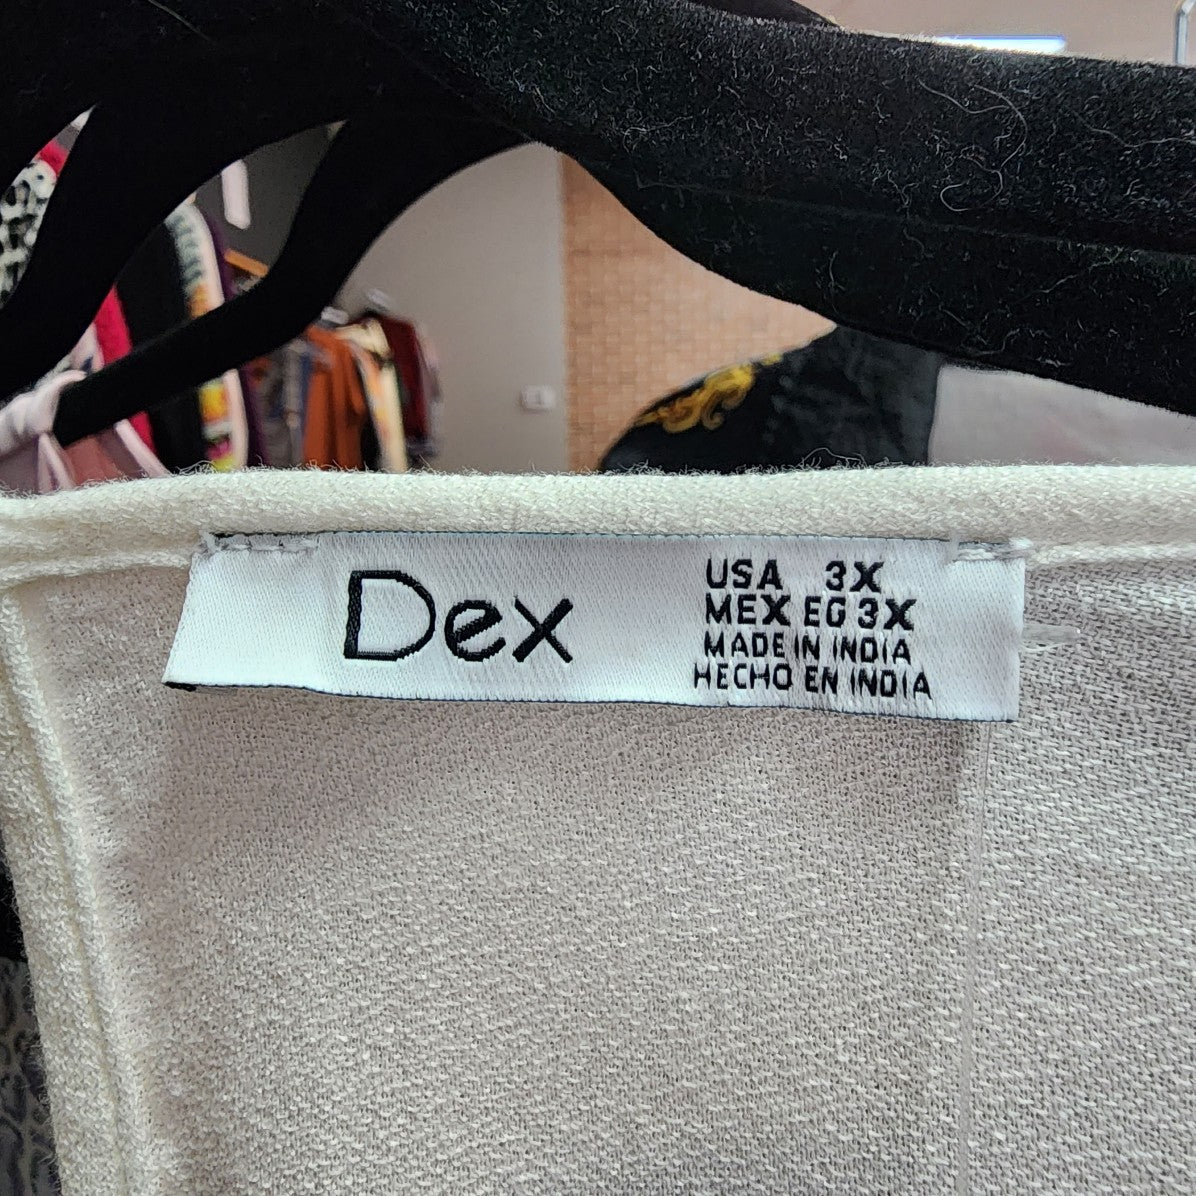 Dex
USA 3X
MEX EG 3X
MADE IN INDIA
HECHO EN INDIA